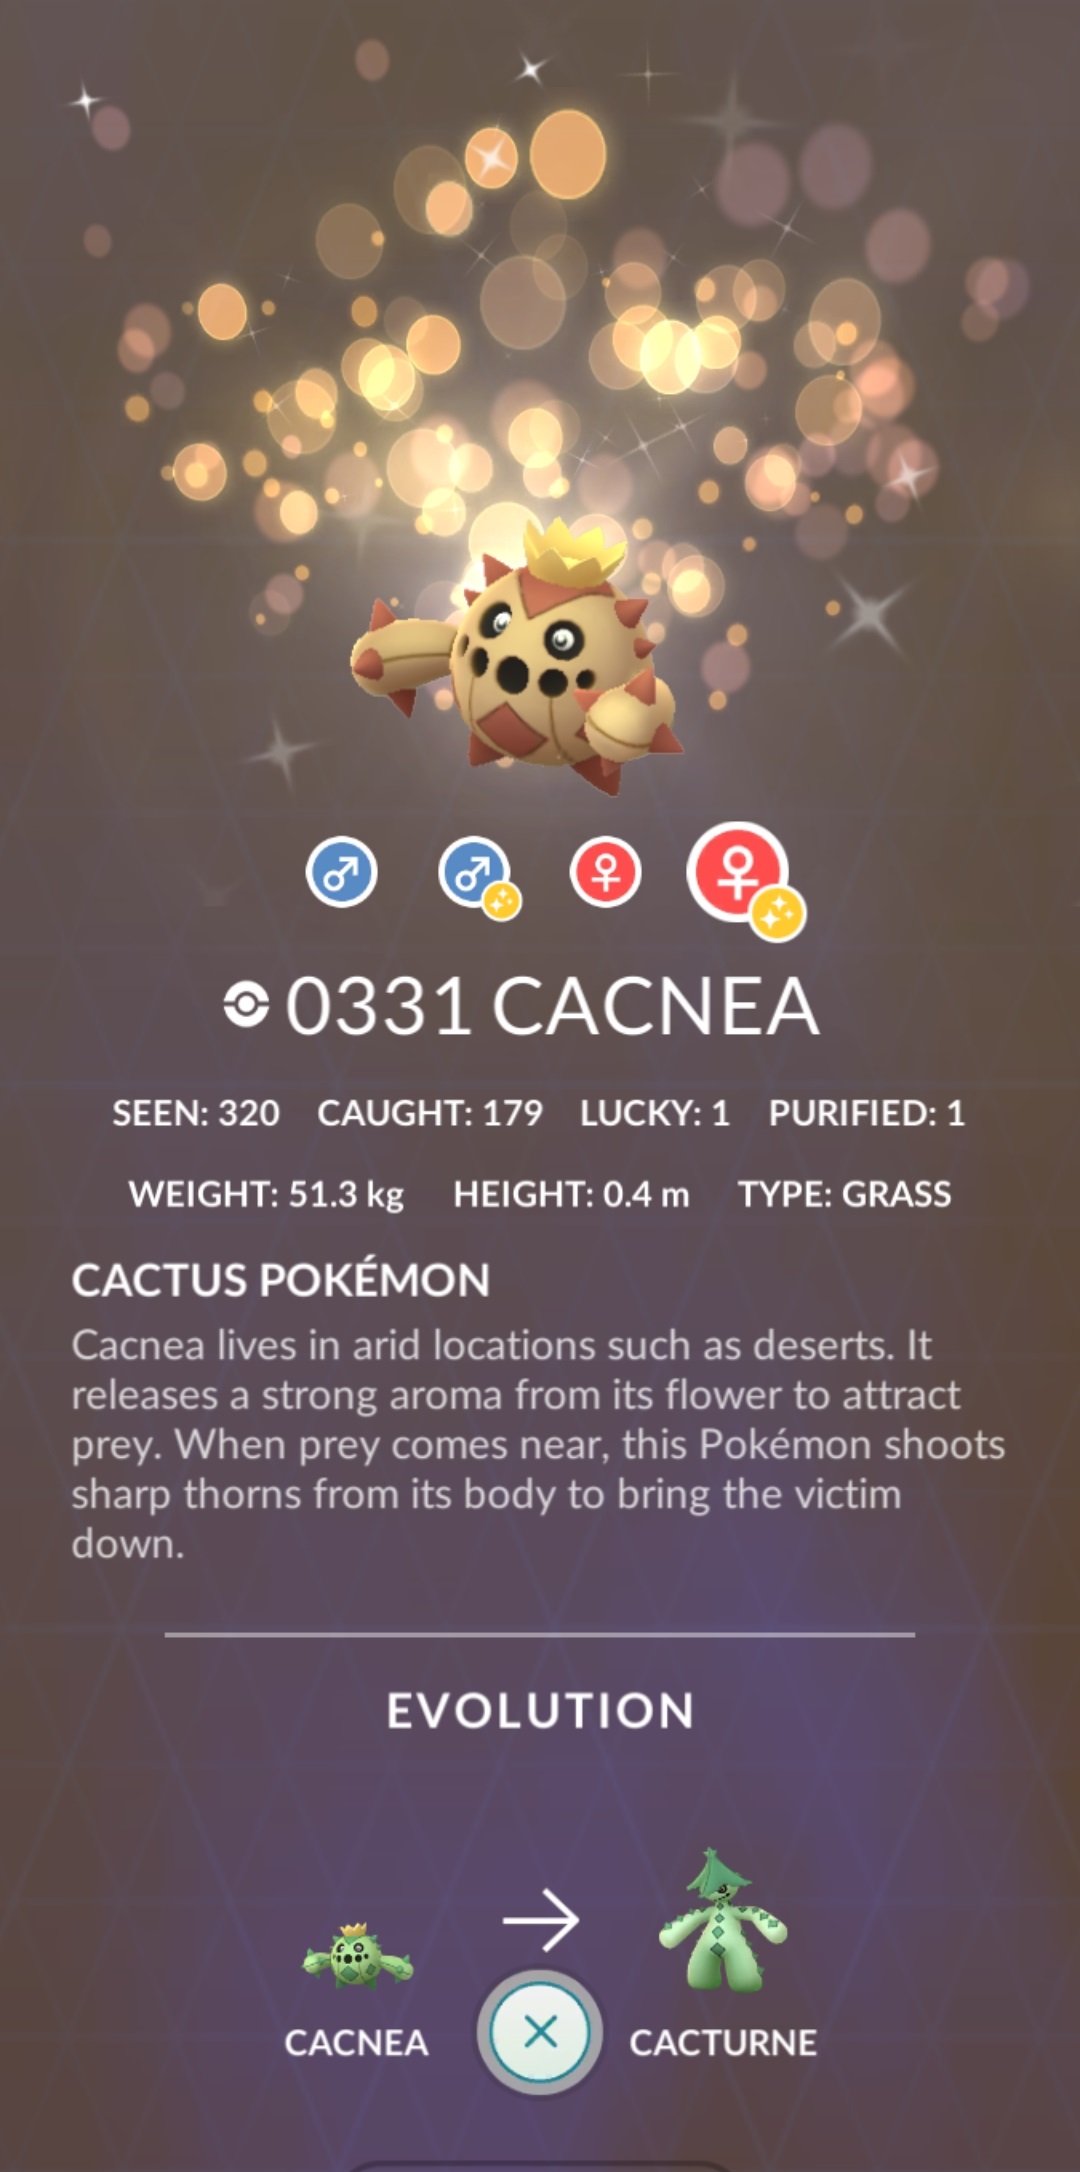 0331 CACNEA
SEEN: 320 CAUGHT: 179 LUCKY: 1 PURIFIED: 1
WEIGHT: 51.3 kg HEIGHT: 0.4 m TYPE: GRASS
CACTUS POKÉMON
Cacnea lives in arid locations such as deserts. It
releases a strong aroma from its flower to attract
prey. When prey comes near, this Pokémon shoots
sharp thorns from its body to bring the victim
down.
EVOLUTION
CACNEA CACTURNE